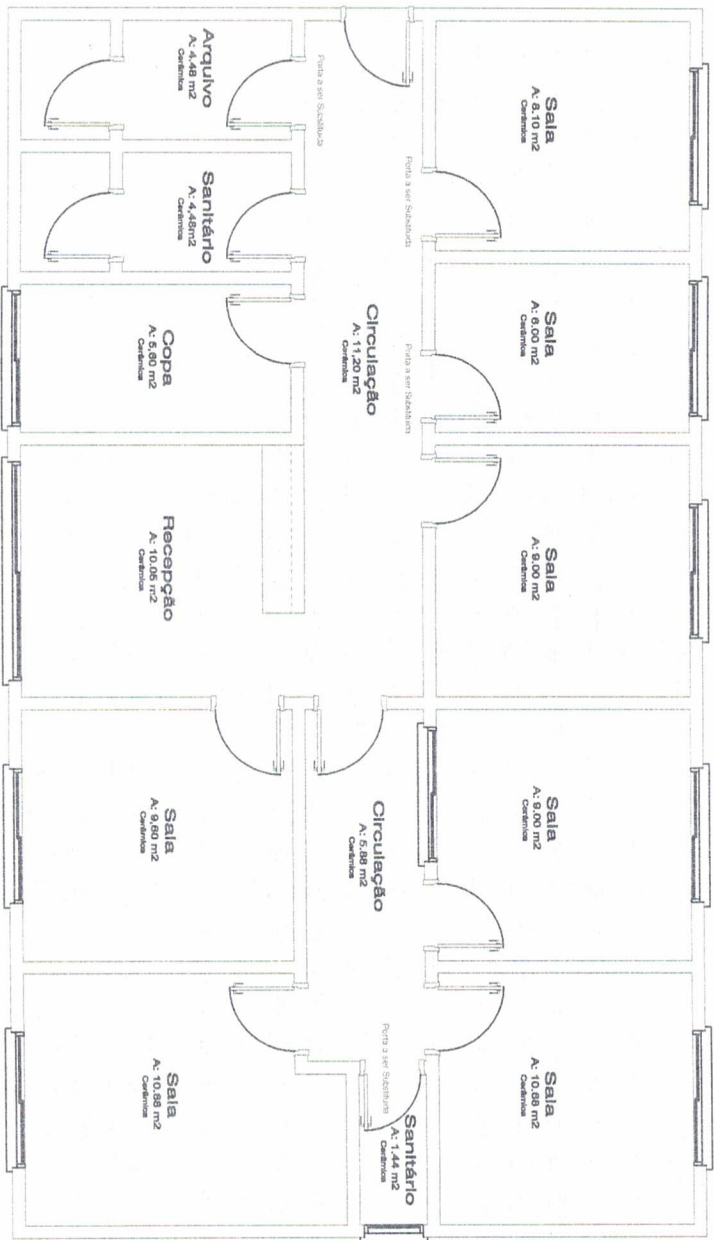 Sala
A: 8.10 m2
Cerâmica
Sala
A: 6.00 m2
Cerâmica
Sala
A: 9.00 m2
Cerâmica
Sala
A: 9.00 m2
Cerâmica
Sala
A: 10.88 m2
Cerâmica
Porta a ser Substituída
Porta a ser Substituída
Porta a ser Substituída
Circulação
A: 11,20 m2
Cerâmica
Circulação
A: 5.88 m2
Cerâmica
Porta a ser Substituída
Sanitário
A: 1.44 m2
Cerâmica
Arquivo
A: 4.48 m2
Cerâmica
Sanitário
A: 4,48m2
Cerâmica
Copa
A: 5,60 m2
Cerâmica
Recepção
A: 10.05 m2
Cerâmica
Sala
A: 9,60 m2
Cerâmica
Sala
A: 10.88 m2
Cerâmica